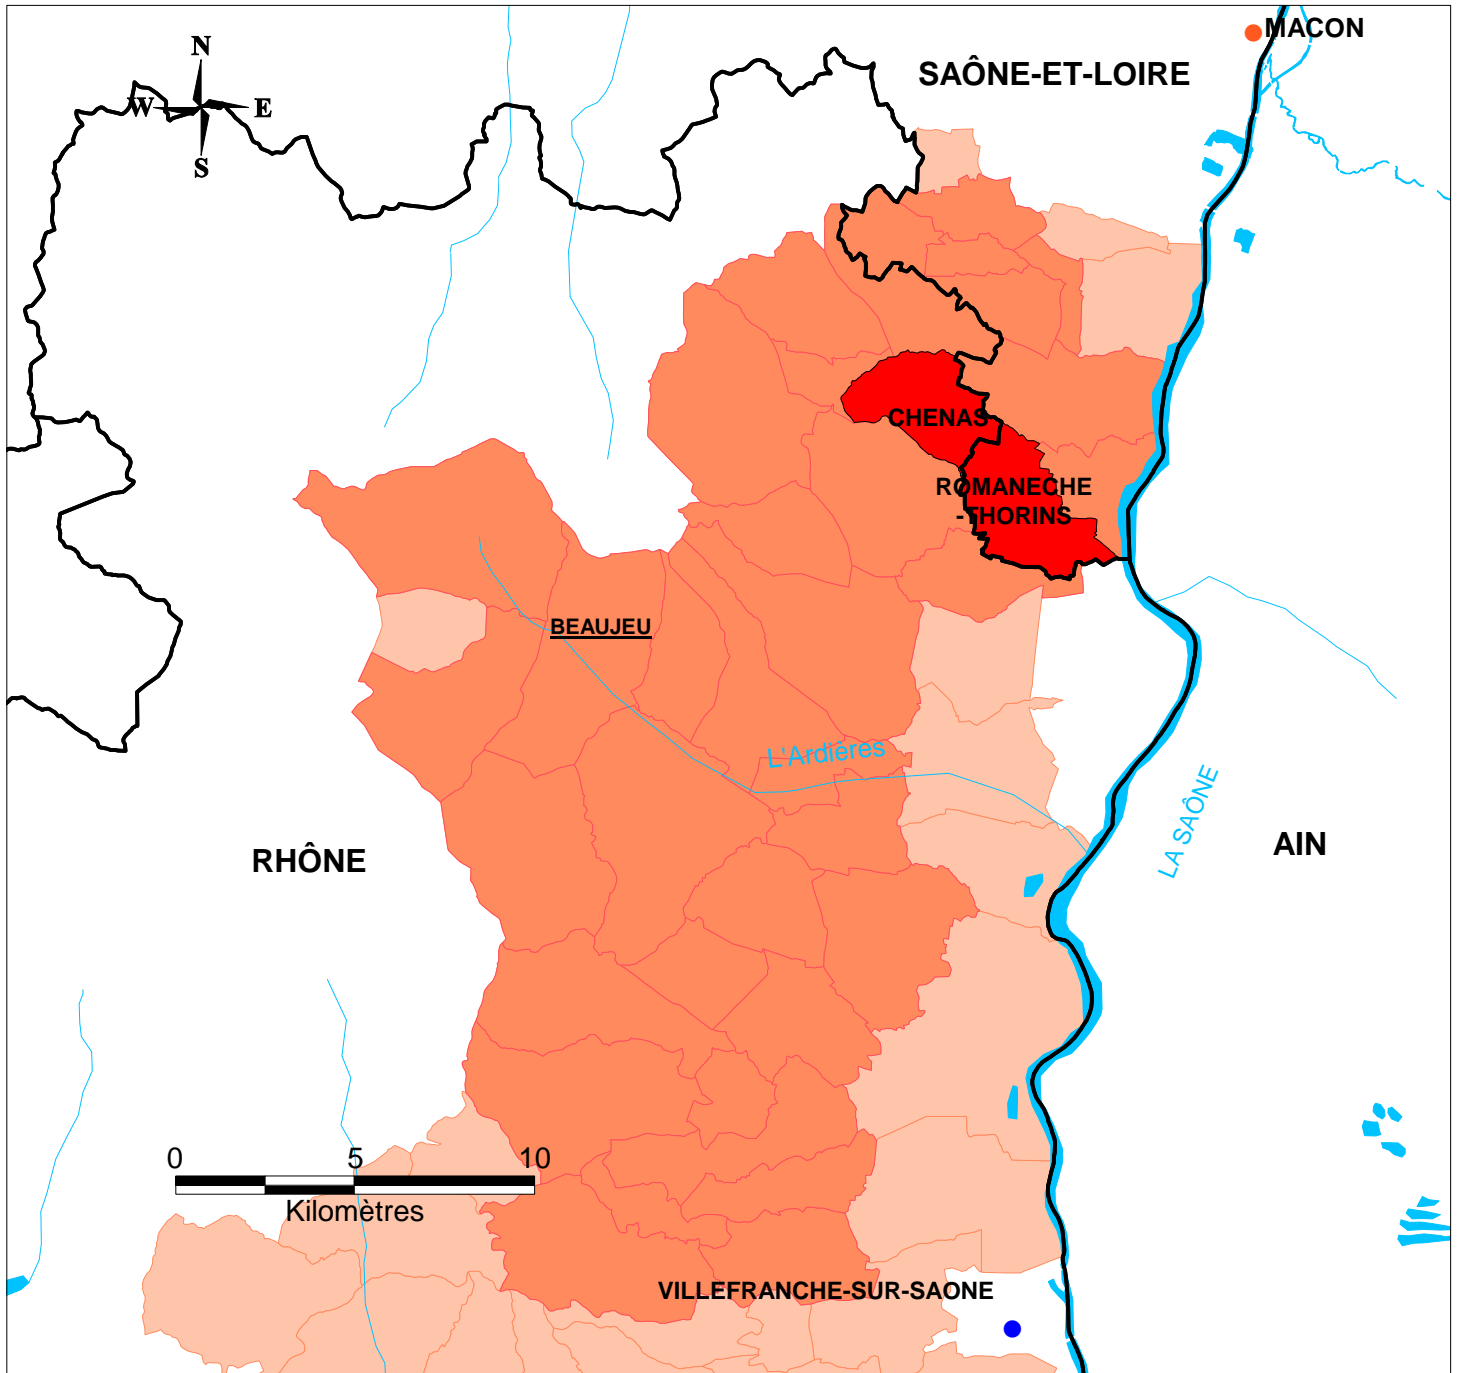 MACON
N
SAÔNE-ET-LOIRE
W
E
S
CHENAS
ROMANECHE
-THORINS
BEAUJEU
L'Ardières
LA SAÔNE
RHÔNE
AIN
0 5 10
Kilomètres
VILLEFRANCHE-SUR-SAONE